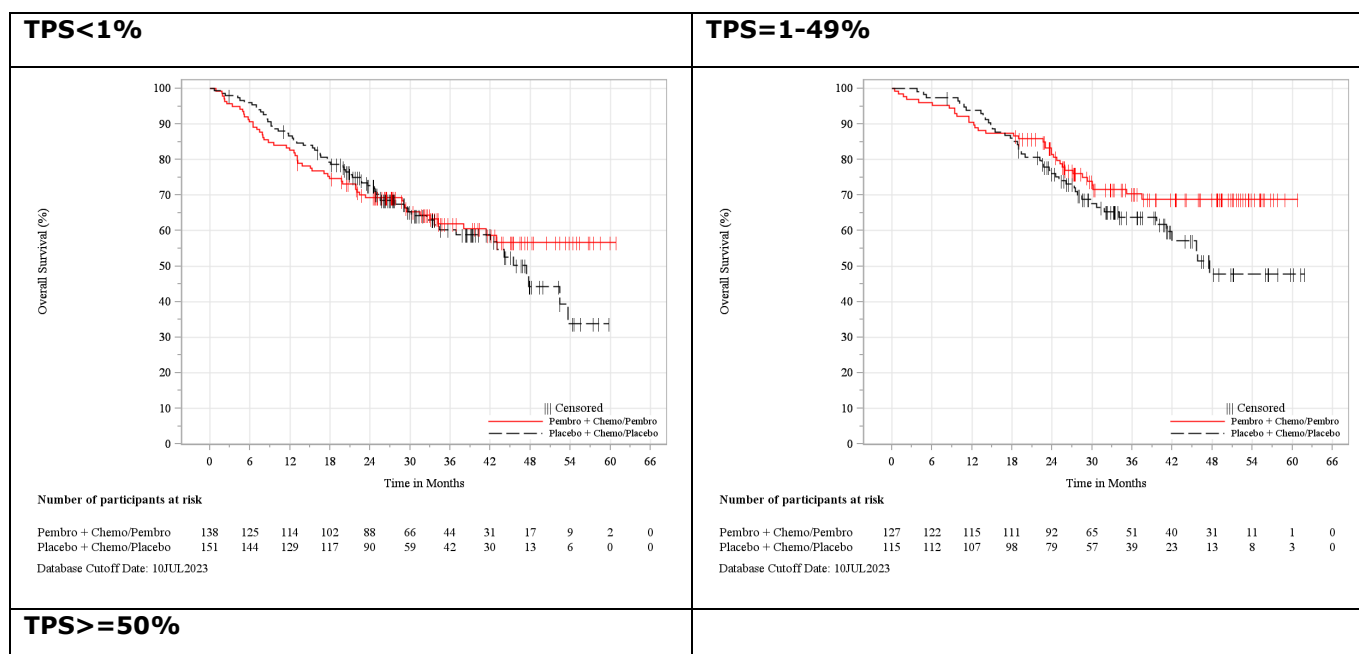 TPS<1%
TPS=1-49%
100
90
80
70
60
50
40
30
20
10
0
Overall Survival (%)
||| Censored
Pembro + Chemo/Pembro
Placebo + Chemo/Placebo
0 6 12 18 24 30 36 42 48 54 60 66
Time in Months
Number of participants at risk
Pembro + Chemo/Pembro 138 125 114 102 88 66 44 31 17 9 2 0
Placebo + Chemo/Placebo 151 144 129 117 90 59 42 30 13 6 0 0
Database Cutoff Date: 10JUL2023
100
90
80
70
60
50
40
30
20
10
0
Overall Survival (%)
||| Censored
Pembro + Chemo/Pembro
Placebo + Chemo/Placebo
0 6 12 18 24 30 36 42 48 54 60 66
Time in Months
Number of participants at risk
Pembro + Chemo/Pembro 127 122 115 111 92 65 51 40 31 11 1 0
Placebo + Chemo/Placebo 115 112 107 98 79 57 39 23 13 8 3 0
Database Cutoff Date: 10JUL2023
TPS>=50%